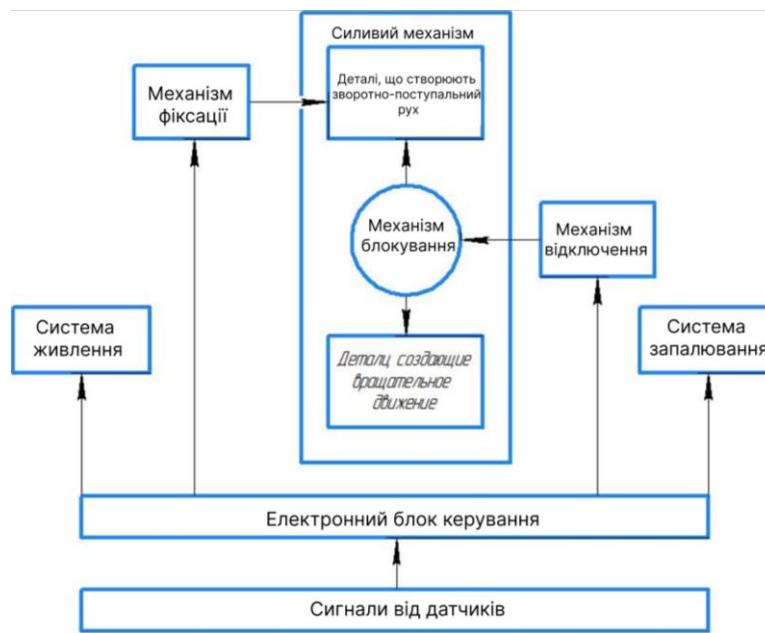 Силивий механізм
Деталі, що створюють
зворотно-поступальний
рух
Механізм
фіксації
Механізм
блокування
Механізм
відключення
Система
живлення
Система
запалювання
Детали, создающие
вращательное
движение
Електронний блок керування
Сигнали від датчиків